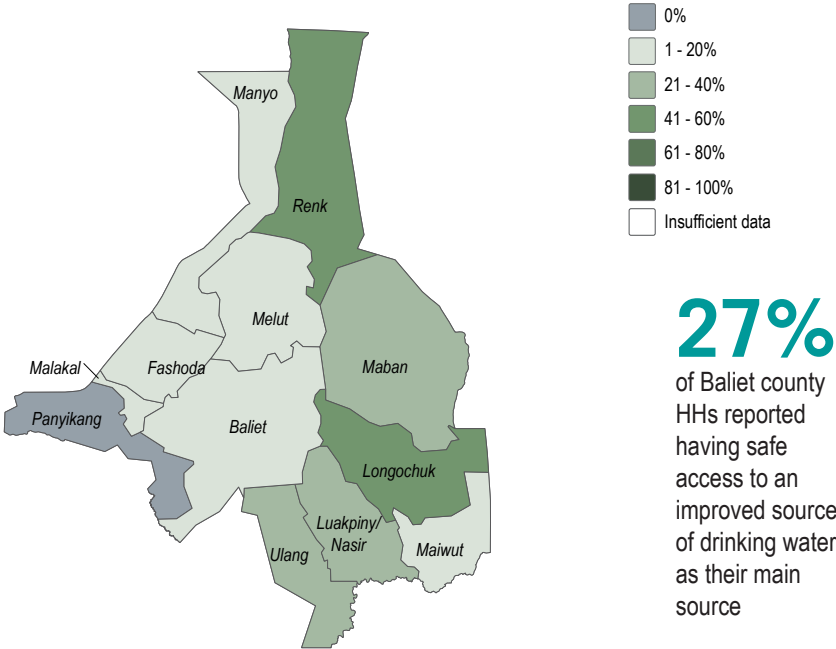 0%
1 - 20%
21 - 40%
41 - 60%
61 - 80%
81 - 100%
Insufficient data
Manyo
Renk
Melut
Malakal
Fashoda
Maban
Panyikang
Baliet
Longochuk
Luakpiny/
Nasir
Ulang
Maiwut
27%
of Baliet county
HHs reported
having safe
access to an
improved source
of drinking water
as their main
source